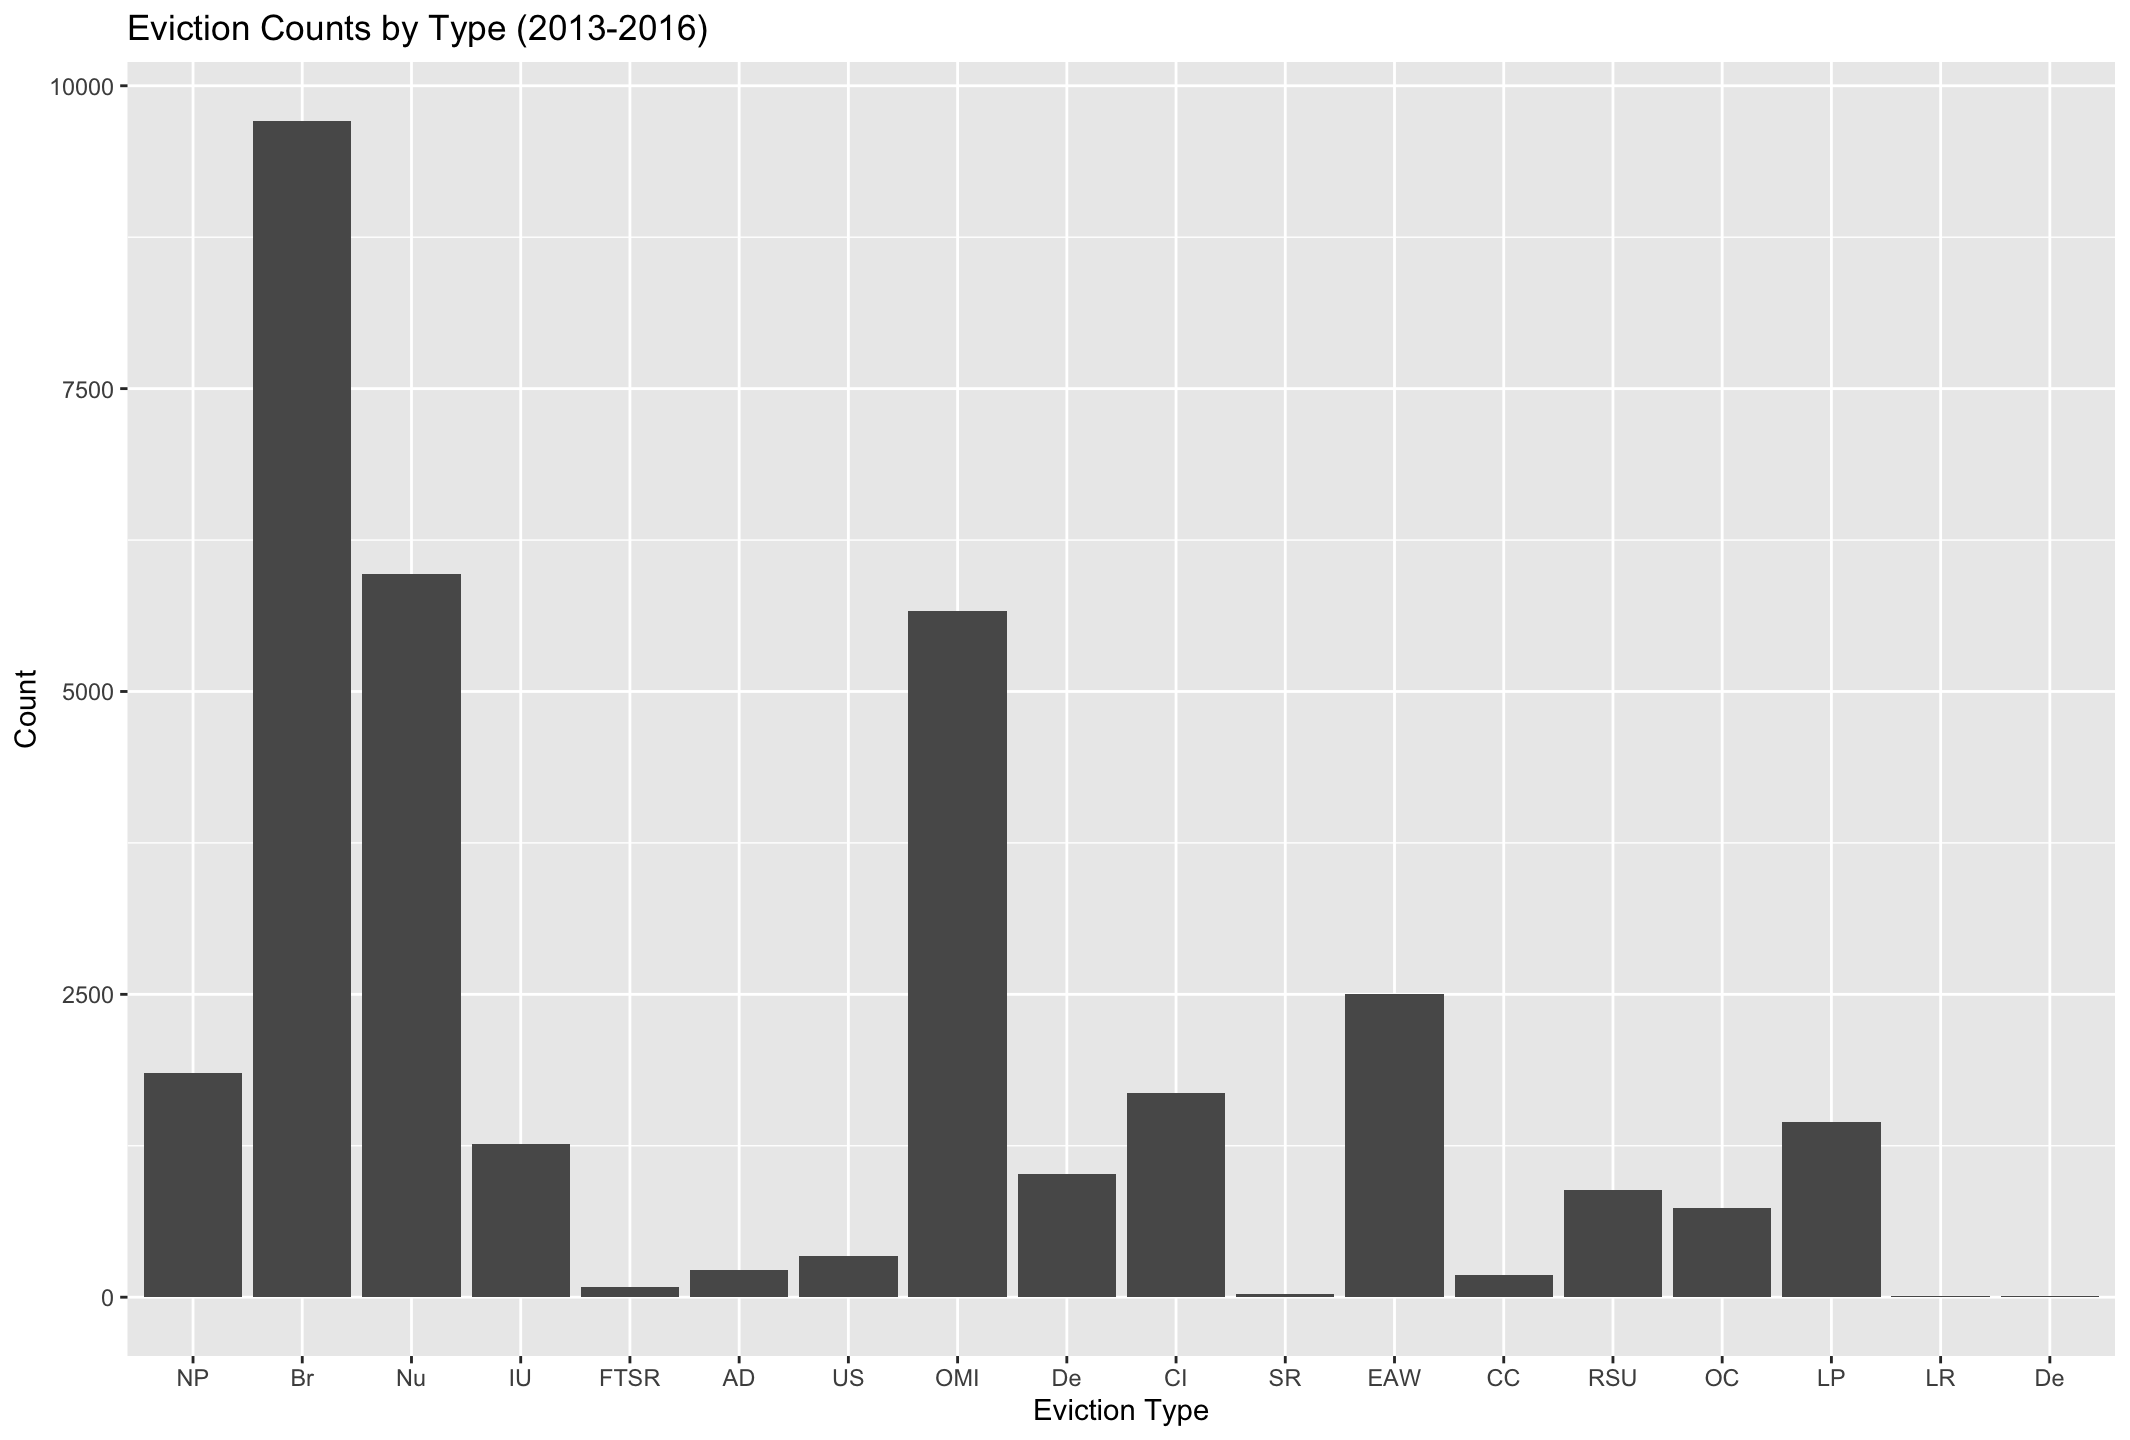 Eviction Counts by Type (2013-2016)
10000
7500
5000
2500
0
Count
NP Br Nu IU FTSR AD US OMI De CI SR EAW CC RSU OC LP LR De
Eviction Type